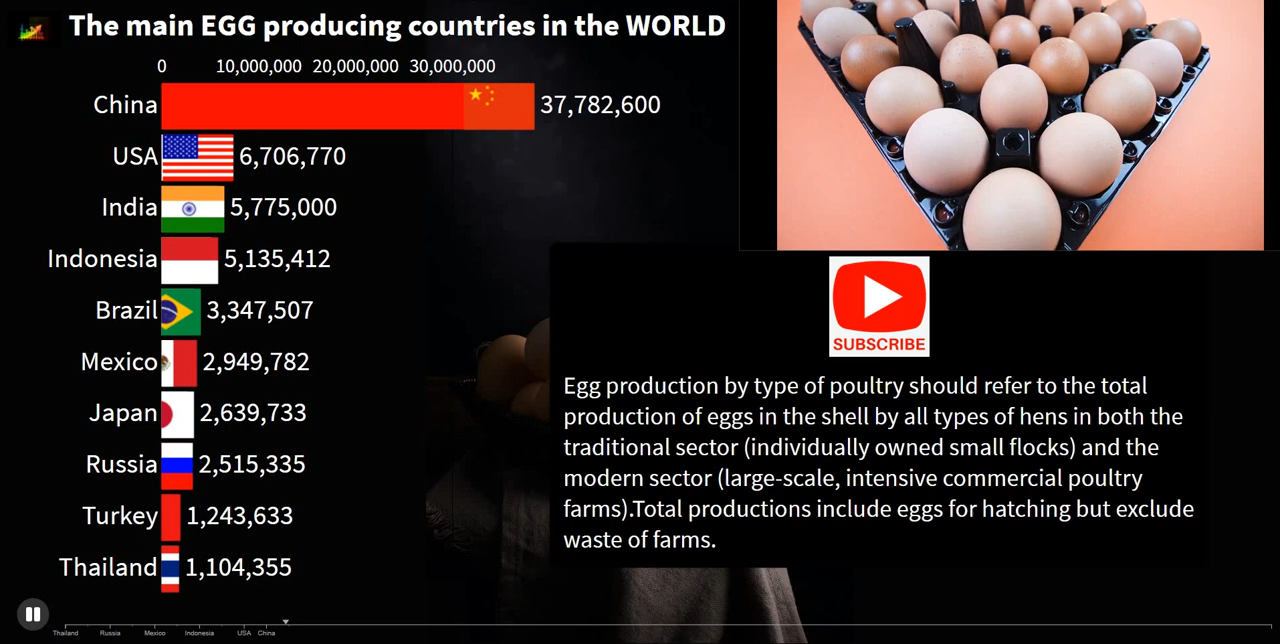 The main EGG producing countries in the WORLD
0 10,000,000 20,000,000 30,000,000
China 37,782,600
USA 6,706,770
India 5,775,000
Indonesia 5,135,412
Brazil 3,347,507
Mexico 2,949,782
Japan 2,639,733
Russia 2,515,335
Turkey 1,243,633
Thailand 1,104,355
SUBSCRIBE
Egg production by type of poultry should refer to the total
production of eggs in the shell by all types of hens in both the
traditional sector (individually owned small flocks) and the
modern sector (large-scale, intensive commercial poultry
farms).Total productions include eggs for hatching but exclude
waste of farms.
Thailand Russia Mexico Indonesia USA China